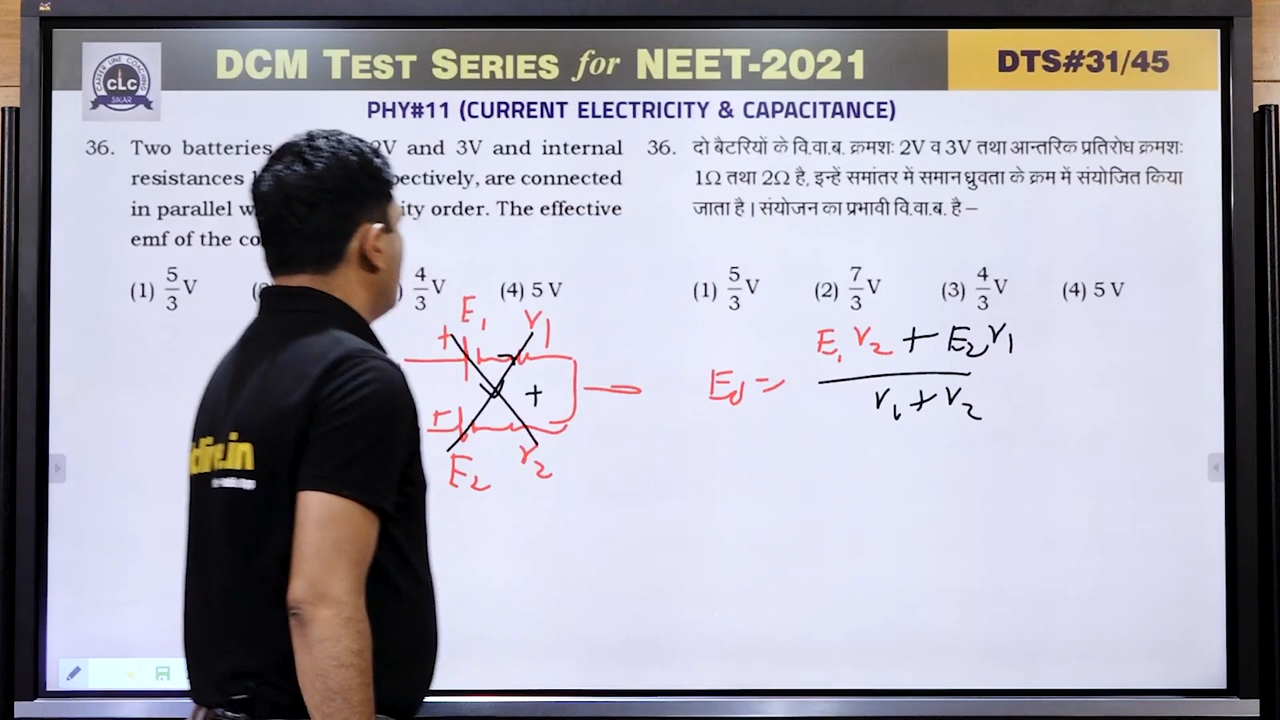 DCM TEST SERIES for NEET-2021
DTS#31/45
CLC
SIKAR
PHY#11 (CURRENT ELECTRICITY & CAPACITANCE)
36. Two batteries 2V and 3V and internal
resistances pectively, are connected
in parallel w ity order. The effective
emf of the co
(1) 5/3 V
4/3 V (4) 5 V
36. दो बैटरियों के वि.वा.ब. क्रमशः 2V व 3V तथा आन्तरिक प्रतिरोध क्रमशः
1Ω तथा 2Ω है, इन्हें समांतर में समान ध्रुवता के क्रम में संयोजित किया
जाता है। संयोजन का प्रभावी वि.वा.ब. है–
(1) 5/3 V (2) 7/3 V (3) 4/3 V (4) 5 V
E₁ r₁
+
+
E₂ r₂
E₁r₂ + E₂r₁
r₁ + r₂